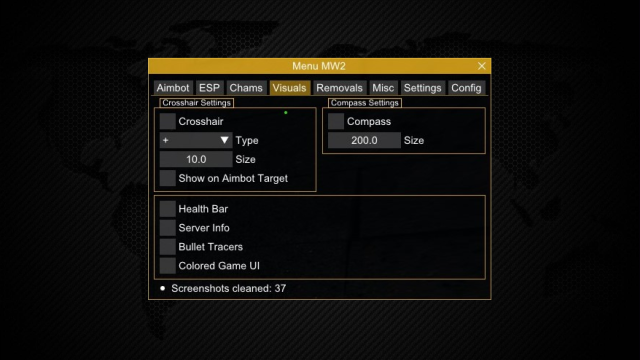 Menu MW2
Aimbot ESP Chams Visuals Removals Misc Settings Config
Crosshair Settings
Crosshair
+ Type
10.0 Size
Show on Aimbot Target
Compass Settings
Compass
200.0 Size
Health Bar
Server Info
Bullet Tracers
Colored Game UI
Screenshots cleaned: 37